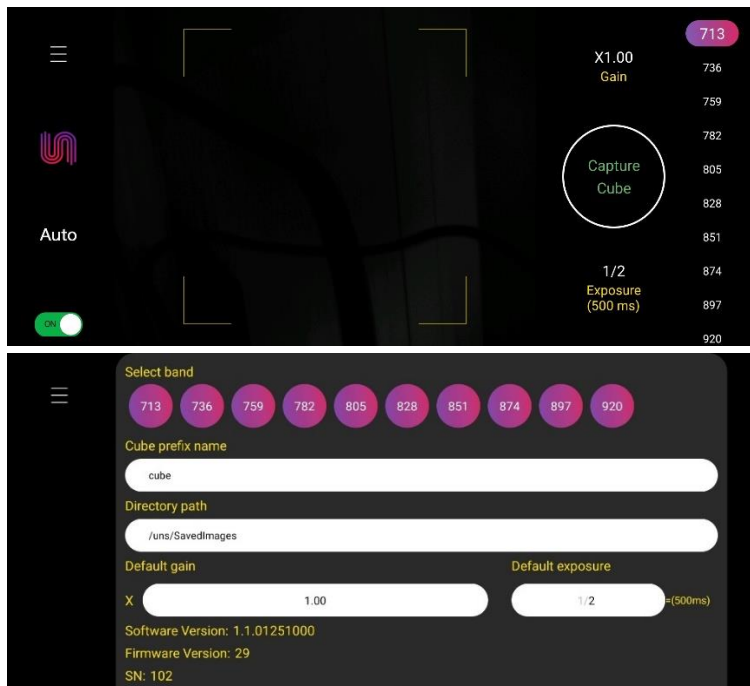 713
X1.00
Gain
736
759
782
Capture
Cube
805
828
Auto
851
1/2
Exposure
(500 ms)
874
897
ON
920
Select band
713 736 759 782 805 828 851 874 897 920
Cube prefix name
cube
Directory path
/uns/SavedImages
Default gain Default exposure
X 1.00 1/2 =(500ms)
Software Version: 1.1.01251000
Firmware Version: 29
SN: 102